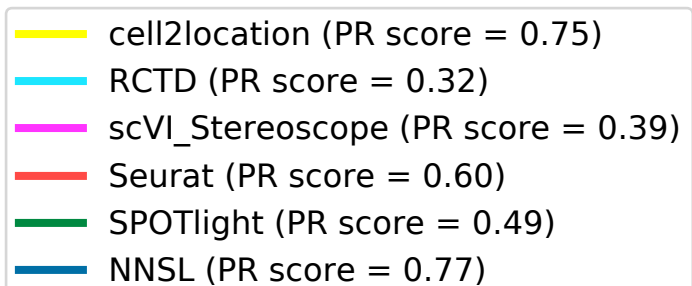 cell2location (PR score = 0.75)
RCTD (PR score = 0.32)
scVI_Stereoscope (PR score = 0.39)
Seurat (PR score = 0.60)
SPOTlight (PR score = 0.49)
NNSL (PR score = 0.77)